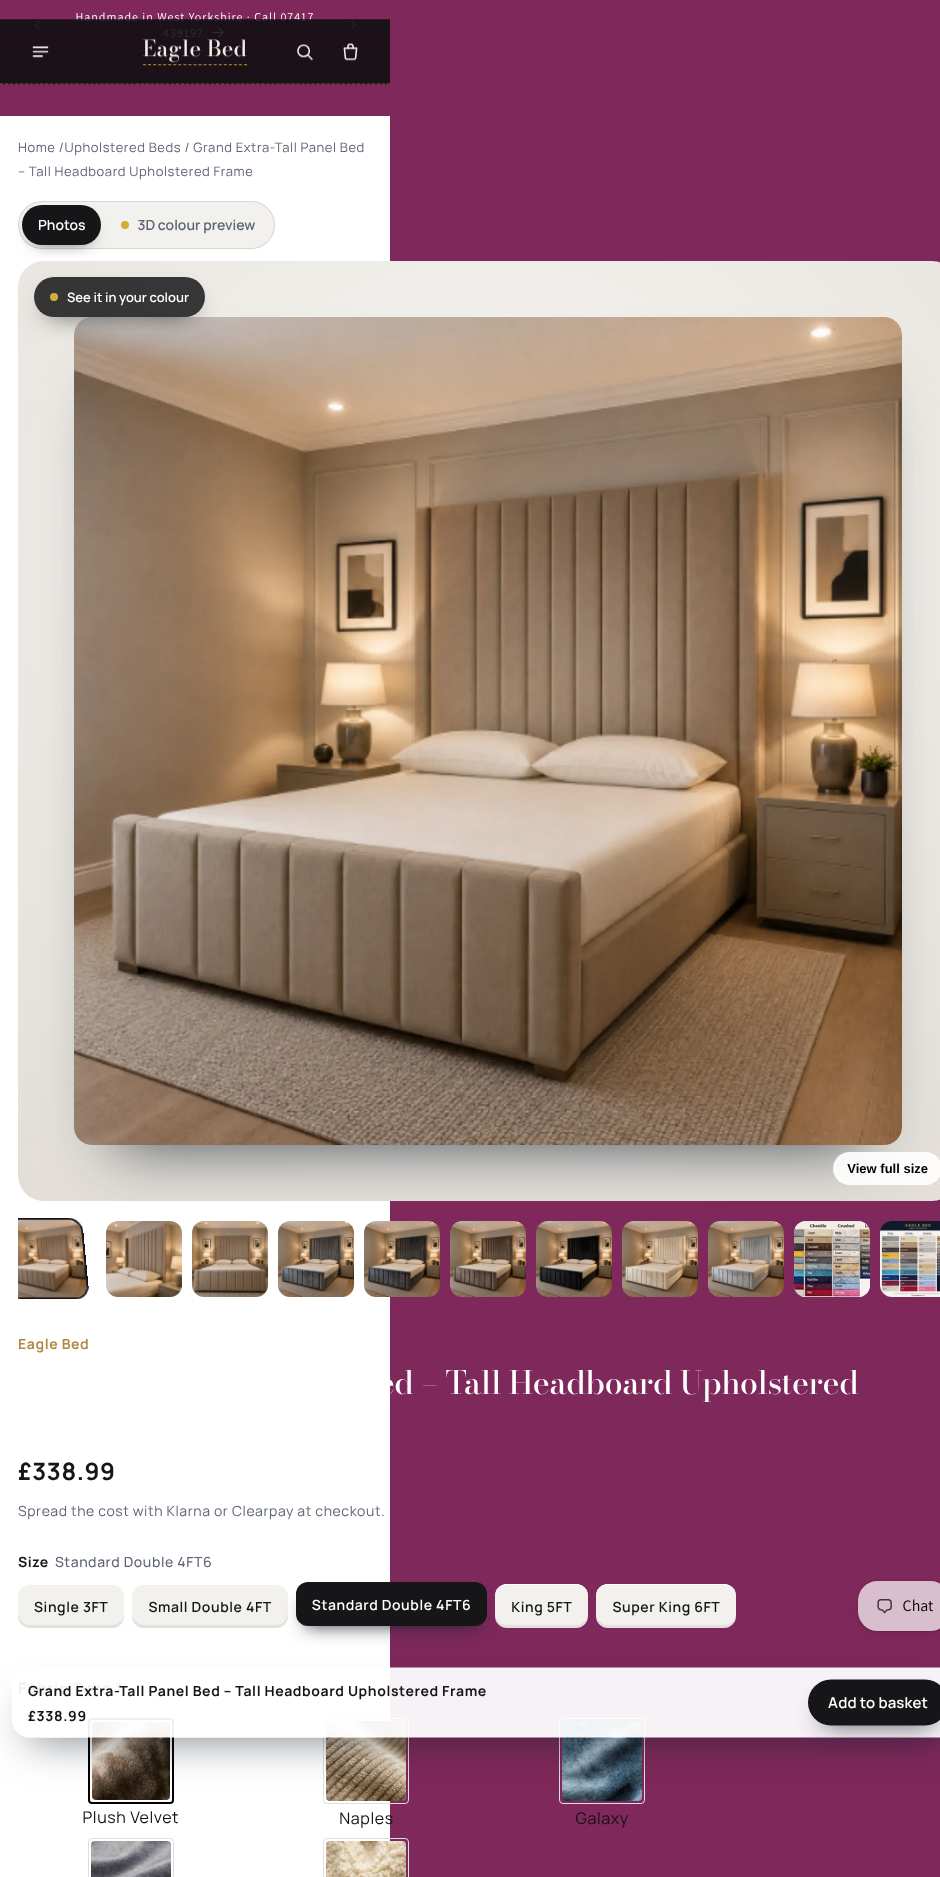 Handmade in West Yorkshire · Call 07417
439197 →
Eagle Bed
Home /Upholstered Beds / Grand Extra-Tall Panel Bed
– Tall Headboard Upholstered Frame
Photos
3D colour preview
See it in your colour
View full size
Eagle Bed
ed – Tall Headboard Upholstered
£338.99
Spread the cost with Klarna or Clearpay at checkout.
Size Standard Double 4FT6
Single 3FT
Small Double 4FT
Standard Double 4FT6
King 5FT
Super King 6FT
Chat
Grand Extra-Tall Panel Bed – Tall Headboard Upholstered Frame
£338.99
Add to basket
Plush Velvet
Naples
Galaxy